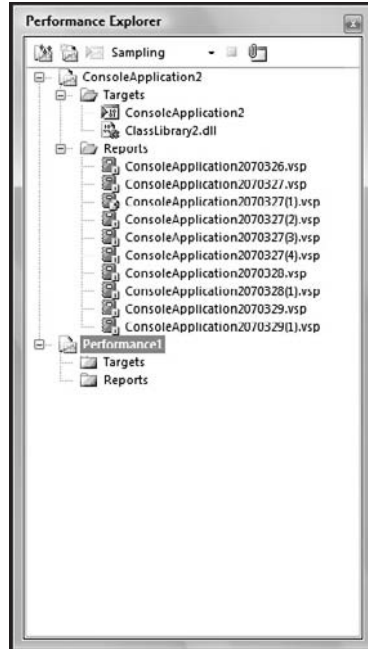 Performance Explorer
Sampling
ConsoleApplication2
Targets
ConsoleApplication2
ClassLibrary2.dll
Reports
ConsoleApplication2070326.vsp
ConsoleApplication2070327.vsp
ConsoleApplication2070327(1).vsp
ConsoleApplication2070327(2).vsp
ConsoleApplication2070327(3).vsp
ConsoleApplication2070327(4).vsp
ConsoleApplication2070328.vsp
ConsoleApplication2070328(1).vsp
ConsoleApplication2070329.vsp
ConsoleApplication2070329(1).vsp
Performance1
Targets
Reports